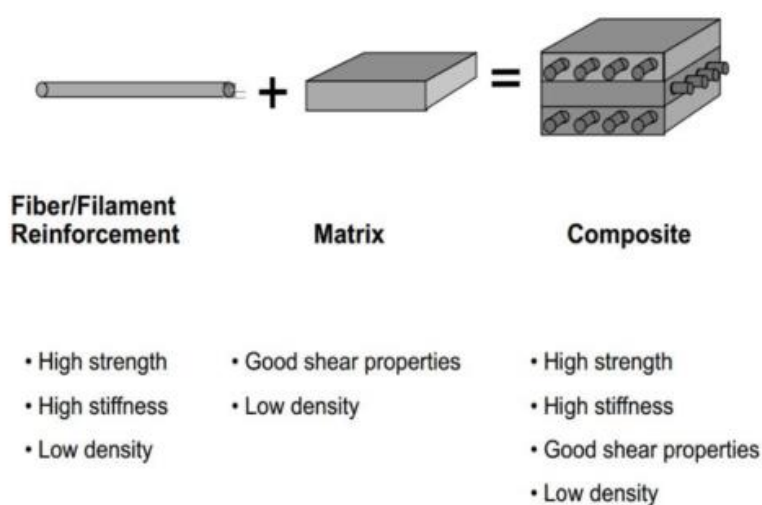 +
=
Fiber/Filament
Reinforcement
Matrix
Composite
• High strength
• High stiffness
• Low density
• Good shear properties
• Low density
• High strength
• High stiffness
• Good shear properties
• Low density